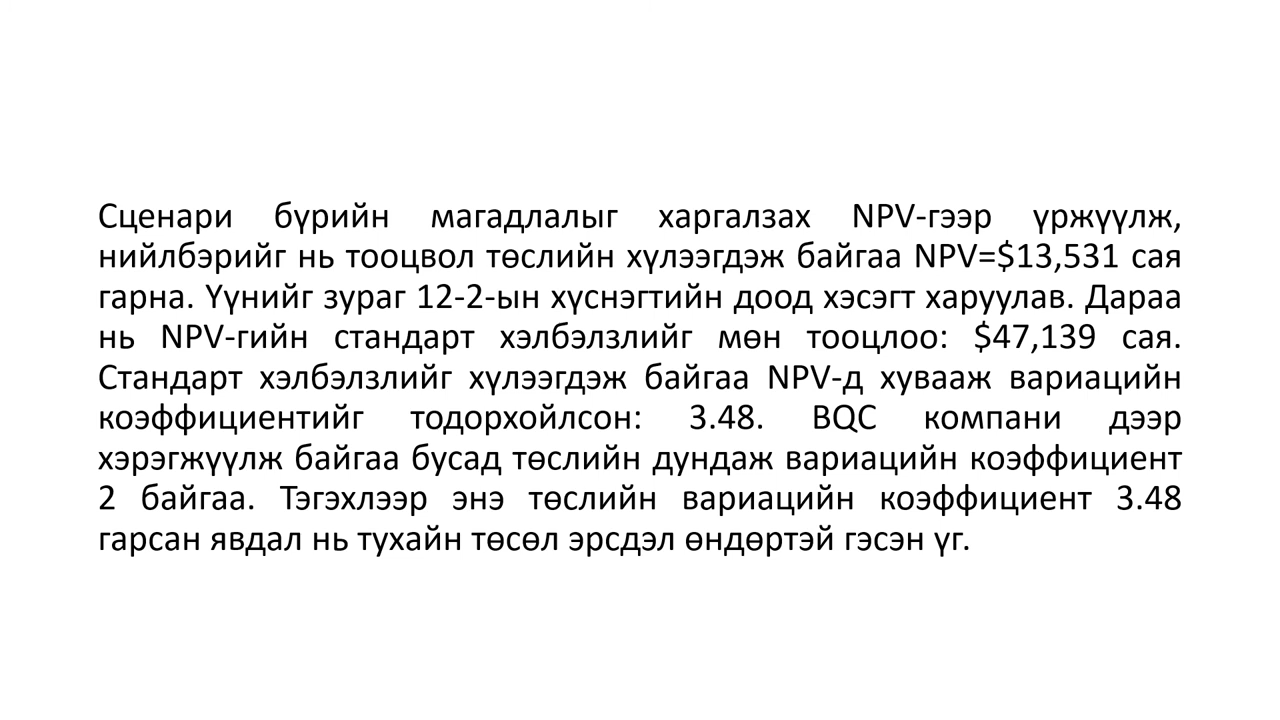 Сценари бүрийн магадлалыг харгалзах NPV-гээр үржүүлж,
нийлбэрийг нь тооцвол төслийн хүлээгдэж байгаа NPV=$13,531 сая
гарна. Үүнийг зураг 12-2-ын хүснэгтийн доод хэсэгт харуулав. Дараа
нь NPV-гийн стандарт хэлбэлзлийг мөн тооцлоо: $47,139 сая.
Стандарт хэлбэлзлийг хүлээгдэж байгаа NPV-д хувааж вариацийн
коэффициентийг тодорхойлсон: 3.48. BQC компани дээр
хэрэгжүүлж байгаа бусад төслийн дундаж вариацийн коэффициент
2 байгаа. Тэгэхлээр энэ төслийн вариацийн коэффициент 3.48
гарсан явдал нь тухайн төсөл эрсдэл өндөртэй гэсэн үг.